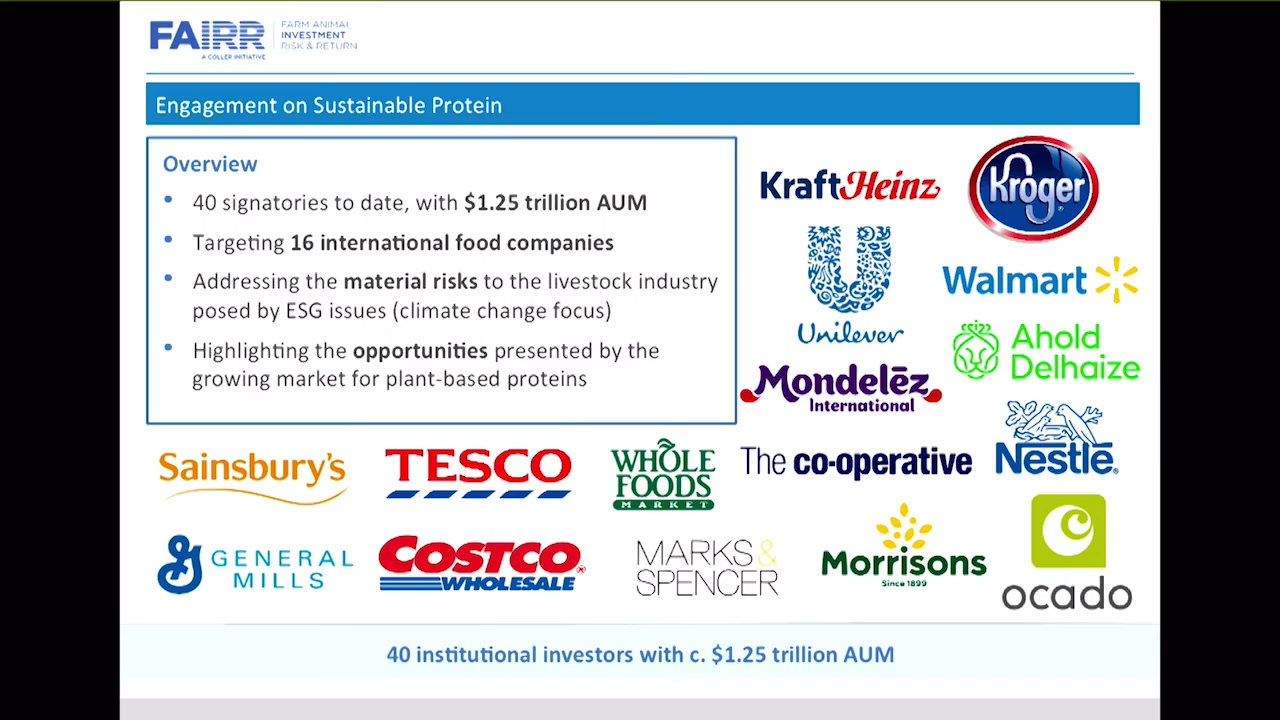 FAIRR
A COLLER INITIATIVE
FARM ANIMAL
INVESTMENT
RISK & RETURN
Engagement on Sustainable Protein
Overview
• 40 signatories to date, with $1.25 trillion AUM
• Targeting 16 international food companies
• Addressing the material risks to the livestock industry
posed by ESG issues (climate change focus)
• Highlighting the opportunities presented by the
growing market for plant-based proteins
KraftHeinz
Kroger
Unilever
Walmart
Ahold
Delhaize
Mondelēz
International
Sainsbury's
TESCO
WHOLE
FOODS
MARKET
The co-operative
Nestlé
GENERAL
MILLS
COSTCO
WHOLESALE
MARKS&
SPENCER
Morrisons
Since 1899
ocado
40 institutional investors with c. $1.25 trillion AUM